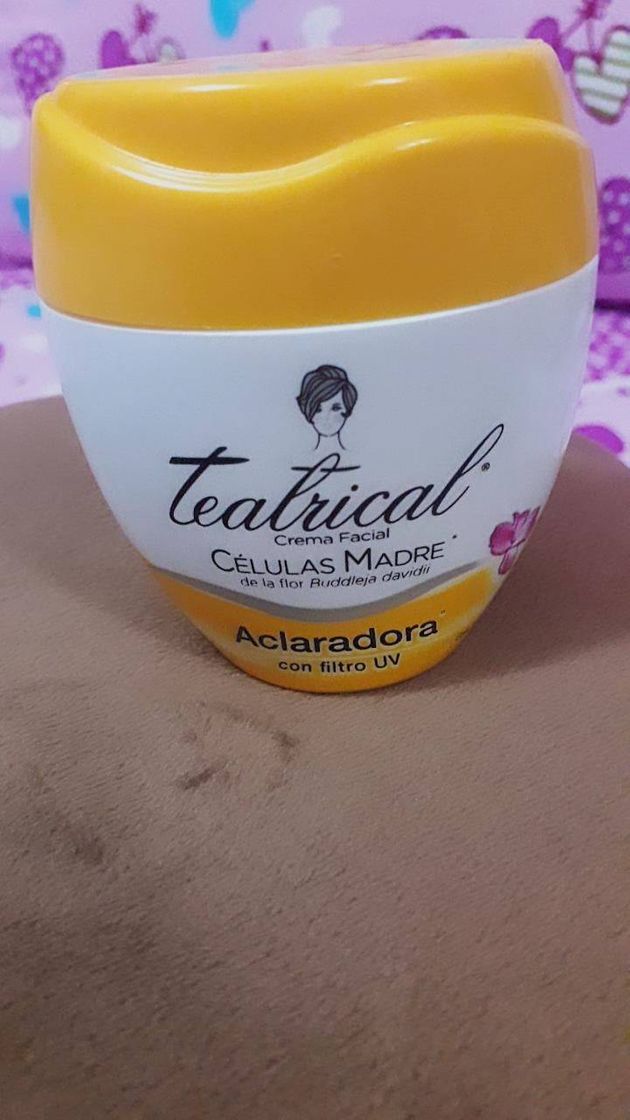 teatrical®
Crema Facial
CÉLULAS MADRE*
de la flor Buddleja davidii
Aclaradora
con filtro UV